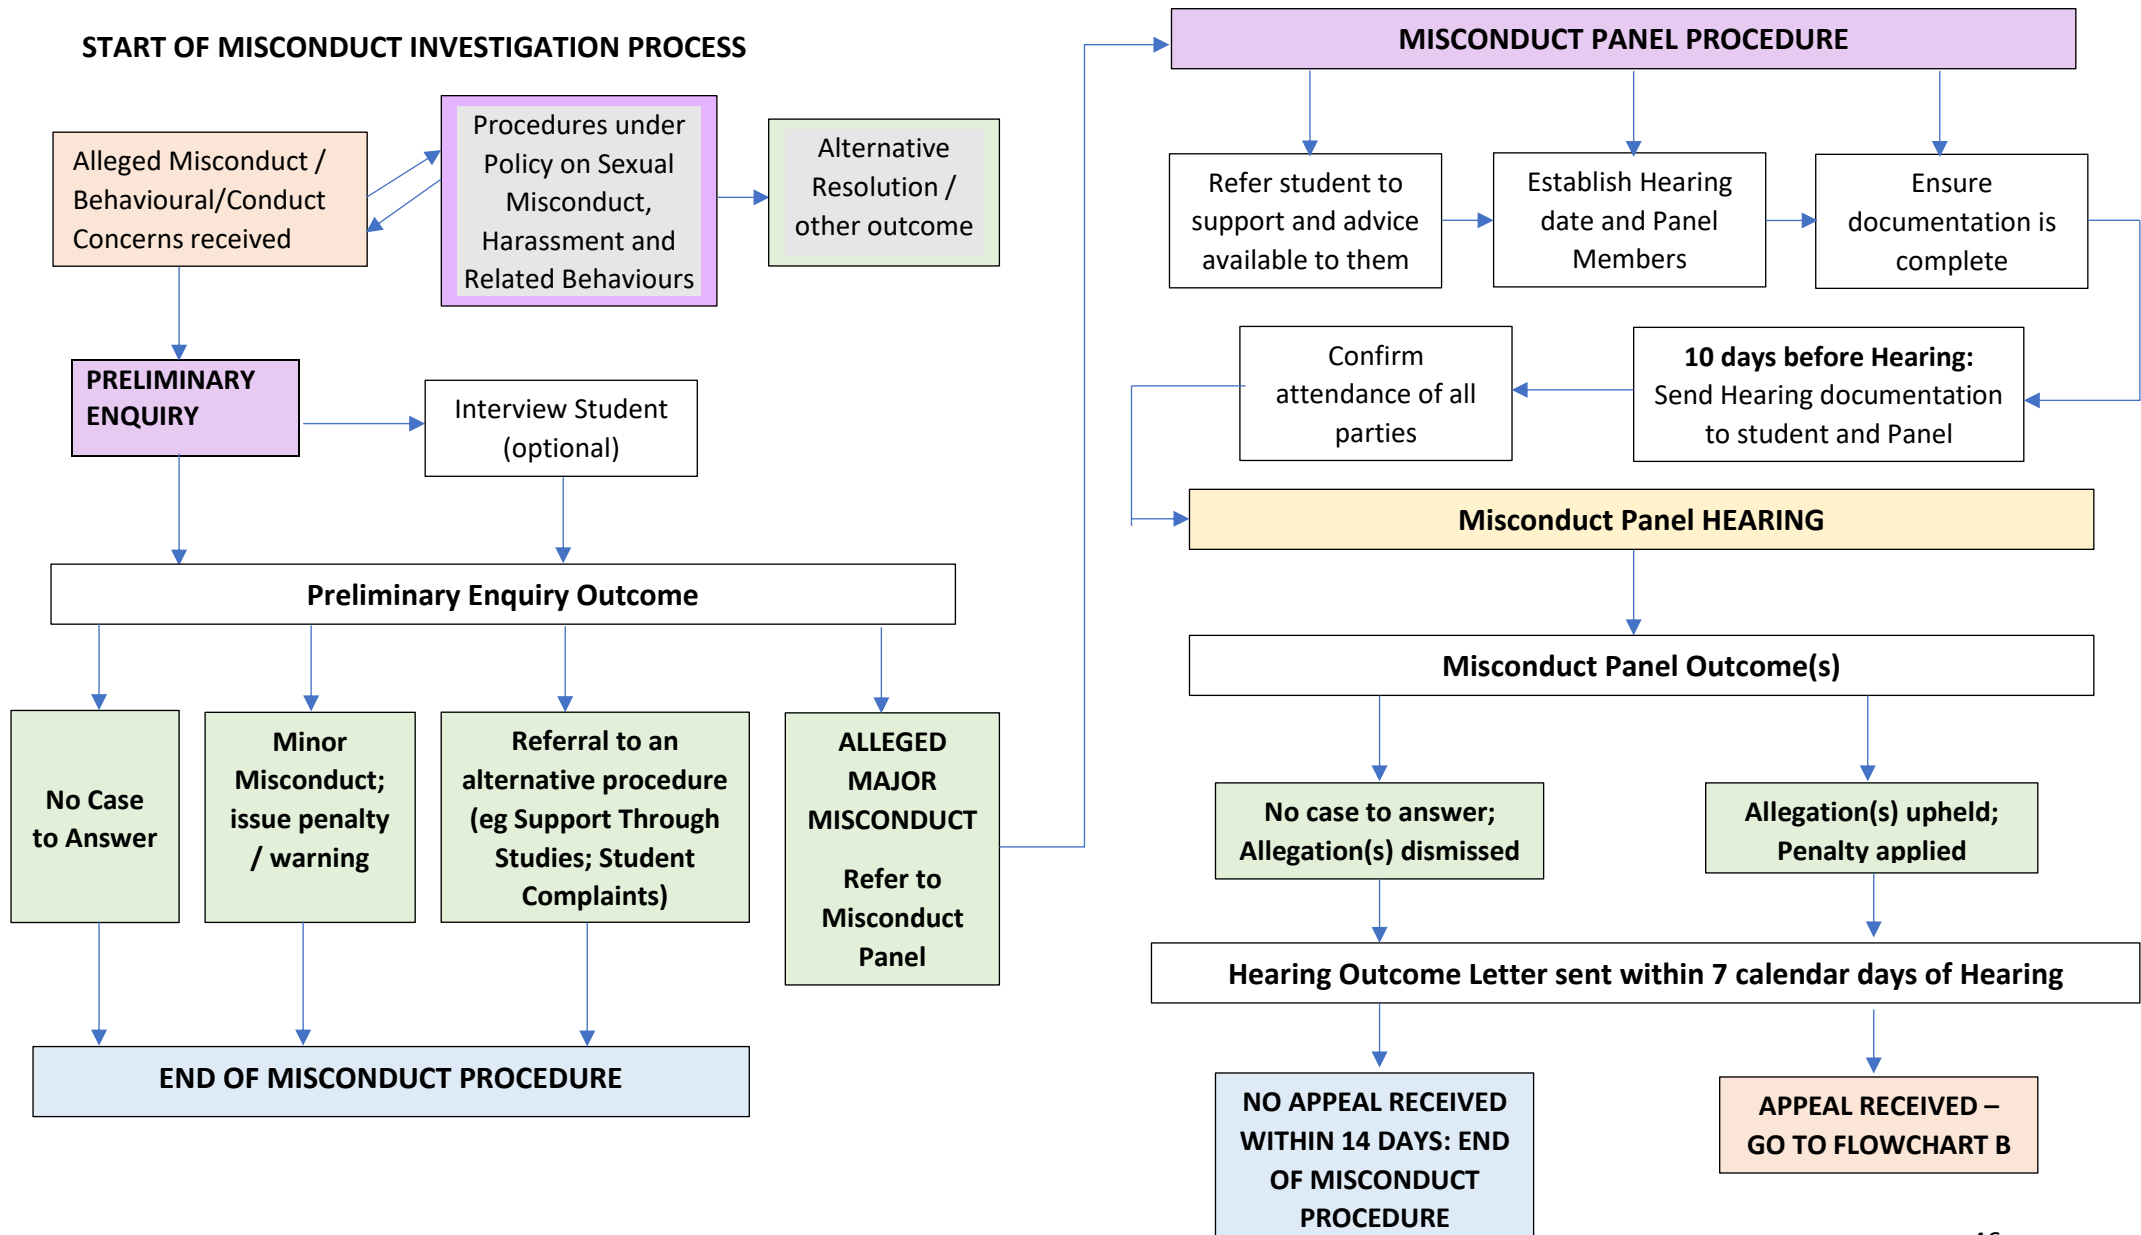 START OF MISCONDUCT INVESTIGATION PROCESS
Alleged Misconduct /
Behavioural/Conduct
Concerns received
Procedures under
Policy on Sexual
Misconduct,
Harassment and
Related Behaviours
Alternative
Resolution /
other outcome
PRELIMINARY
ENQUIRY
Interview Student
(optional)
Preliminary Enquiry Outcome
No Case
to Answer
Minor
Misconduct;
issue penalty
/ warning
Referral to an
alternative procedure
(eg Support Through
Studies; Student
Complaints)
ALLEGED
MAJOR
MISCONDUCT
Refer to
Misconduct
Panel
END OF MISCONDUCT PROCEDURE
MISCONDUCT PANEL PROCEDURE
Refer student to
support and advice
available to them
Establish Hearing
date and Panel
Members
Ensure
documentation is
complete
10 days before Hearing:
Send Hearing documentation
to student and Panel
Confirm
attendance of all
parties
Misconduct Panel HEARING
Misconduct Panel Outcome(s)
No case to answer;
Allegation(s) dismissed
Allegation(s) upheld;
Penalty applied
Hearing Outcome Letter sent within 7 calendar days of Hearing
NO APPEAL RECEIVED
WITHIN 14 DAYS: END
OF MISCONDUCT
PROCEDURE
APPEAL RECEIVED –
GO TO FLOWCHART B